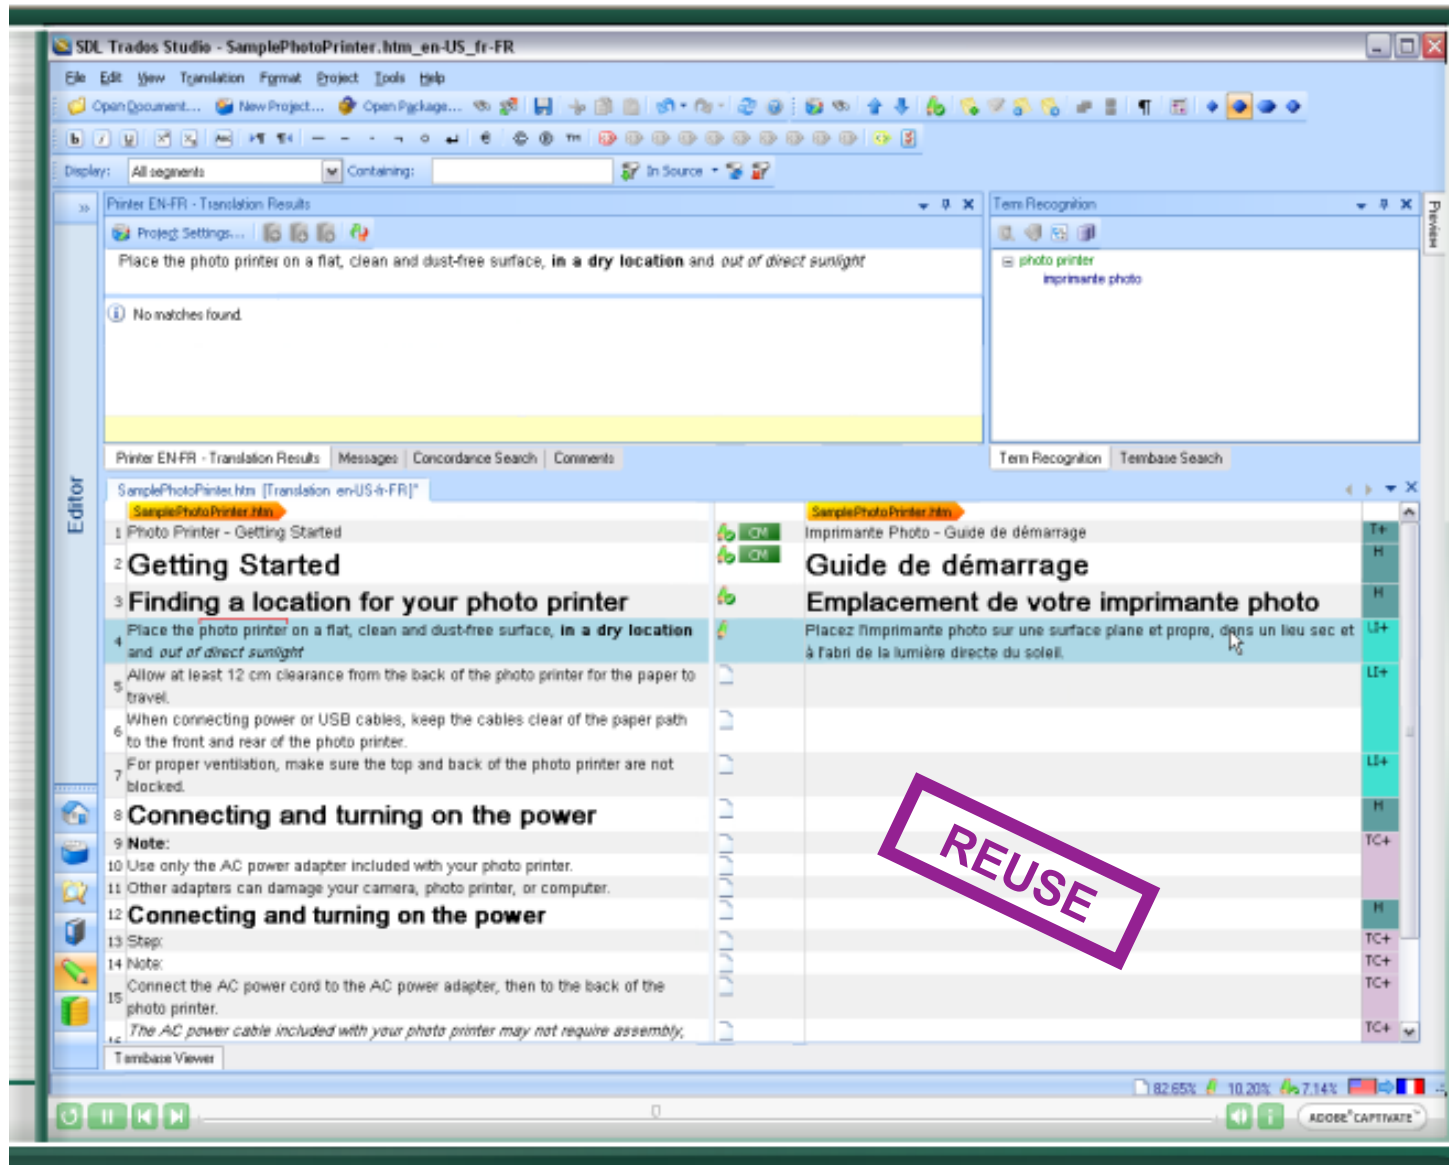 SDL Trados Studio - SamplePhotoPrinter.htm_en-US_fr-FR
File Edit View Translation Format Project Tools Help
Open Document... New Project... Open Package...
Display: All segments Containing: In Source
Printer EN-FR - Translation Results
Term Recognition
Preview
Project Settings...
Place the photo printer on a flat, clean and dust-free surface, in a dry location and out of direct sunlight
photo printer
imprimante photo
No matches found.
Printer EN-FR - Translation Results Messages Concordance Search Comments
Term Recognition Termbase Search
Editor
SamplePhotoPrinter.htm [Translation en-US-fr-FR]*
SamplePhotoPrinter.htm SamplePhotoPrinter.htm
1 Photo Printer - Getting Started CM Imprimante Photo - Guide de démarrage T+
2 Getting Started CM Guide de démarrage H
3 Finding a location for your photo printer Emplacement de votre imprimante photo H
4 Place the photo printer on a flat, clean and dust-free surface, in a dry location Placez l'imprimante photo sur une surface plane et propre, dans un lieu sec et LI+
and out of direct sunlight à l'abri de la lumière directe du soleil.
5 Allow at least 12 cm clearance from the back of the photo printer for the paper to LI+
travel.
6 When connecting power or USB cables, keep the cables clear of the paper path
to the front and rear of the photo printer.
7 For proper ventilation, make sure the top and back of the photo printer are not LI+
blocked.
8 Connecting and turning on the power H
9 Note: TC+
10 Use only the AC power adapter included with your photo printer.
11 Other adapters can damage your camera, photo printer, or computer.
REUSE
12 Connecting and turning on the power H
13 Step: TC+
14 Note: TC+
15 Connect the AC power cord to the AC power adapter, then to the back of the TC+
photo printer.
The AC power cable included with your photo printer may not require assembly, TC+
Termbase Viewer
82.65% 10.20% 7.14%
ADOBE® CAPTIVATE™